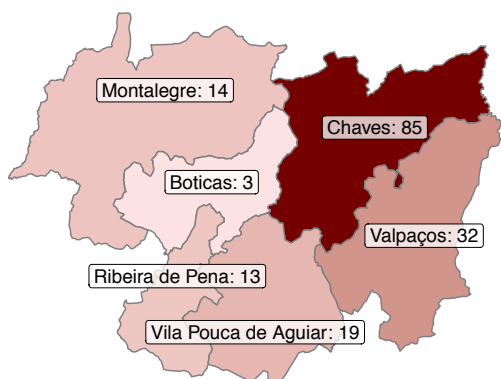 Montalegre: 14
Chaves: 85
Boticas: 3
Valpaços: 32
Ribeira de Pena: 13
Vila Pouca de Aguiar: 19